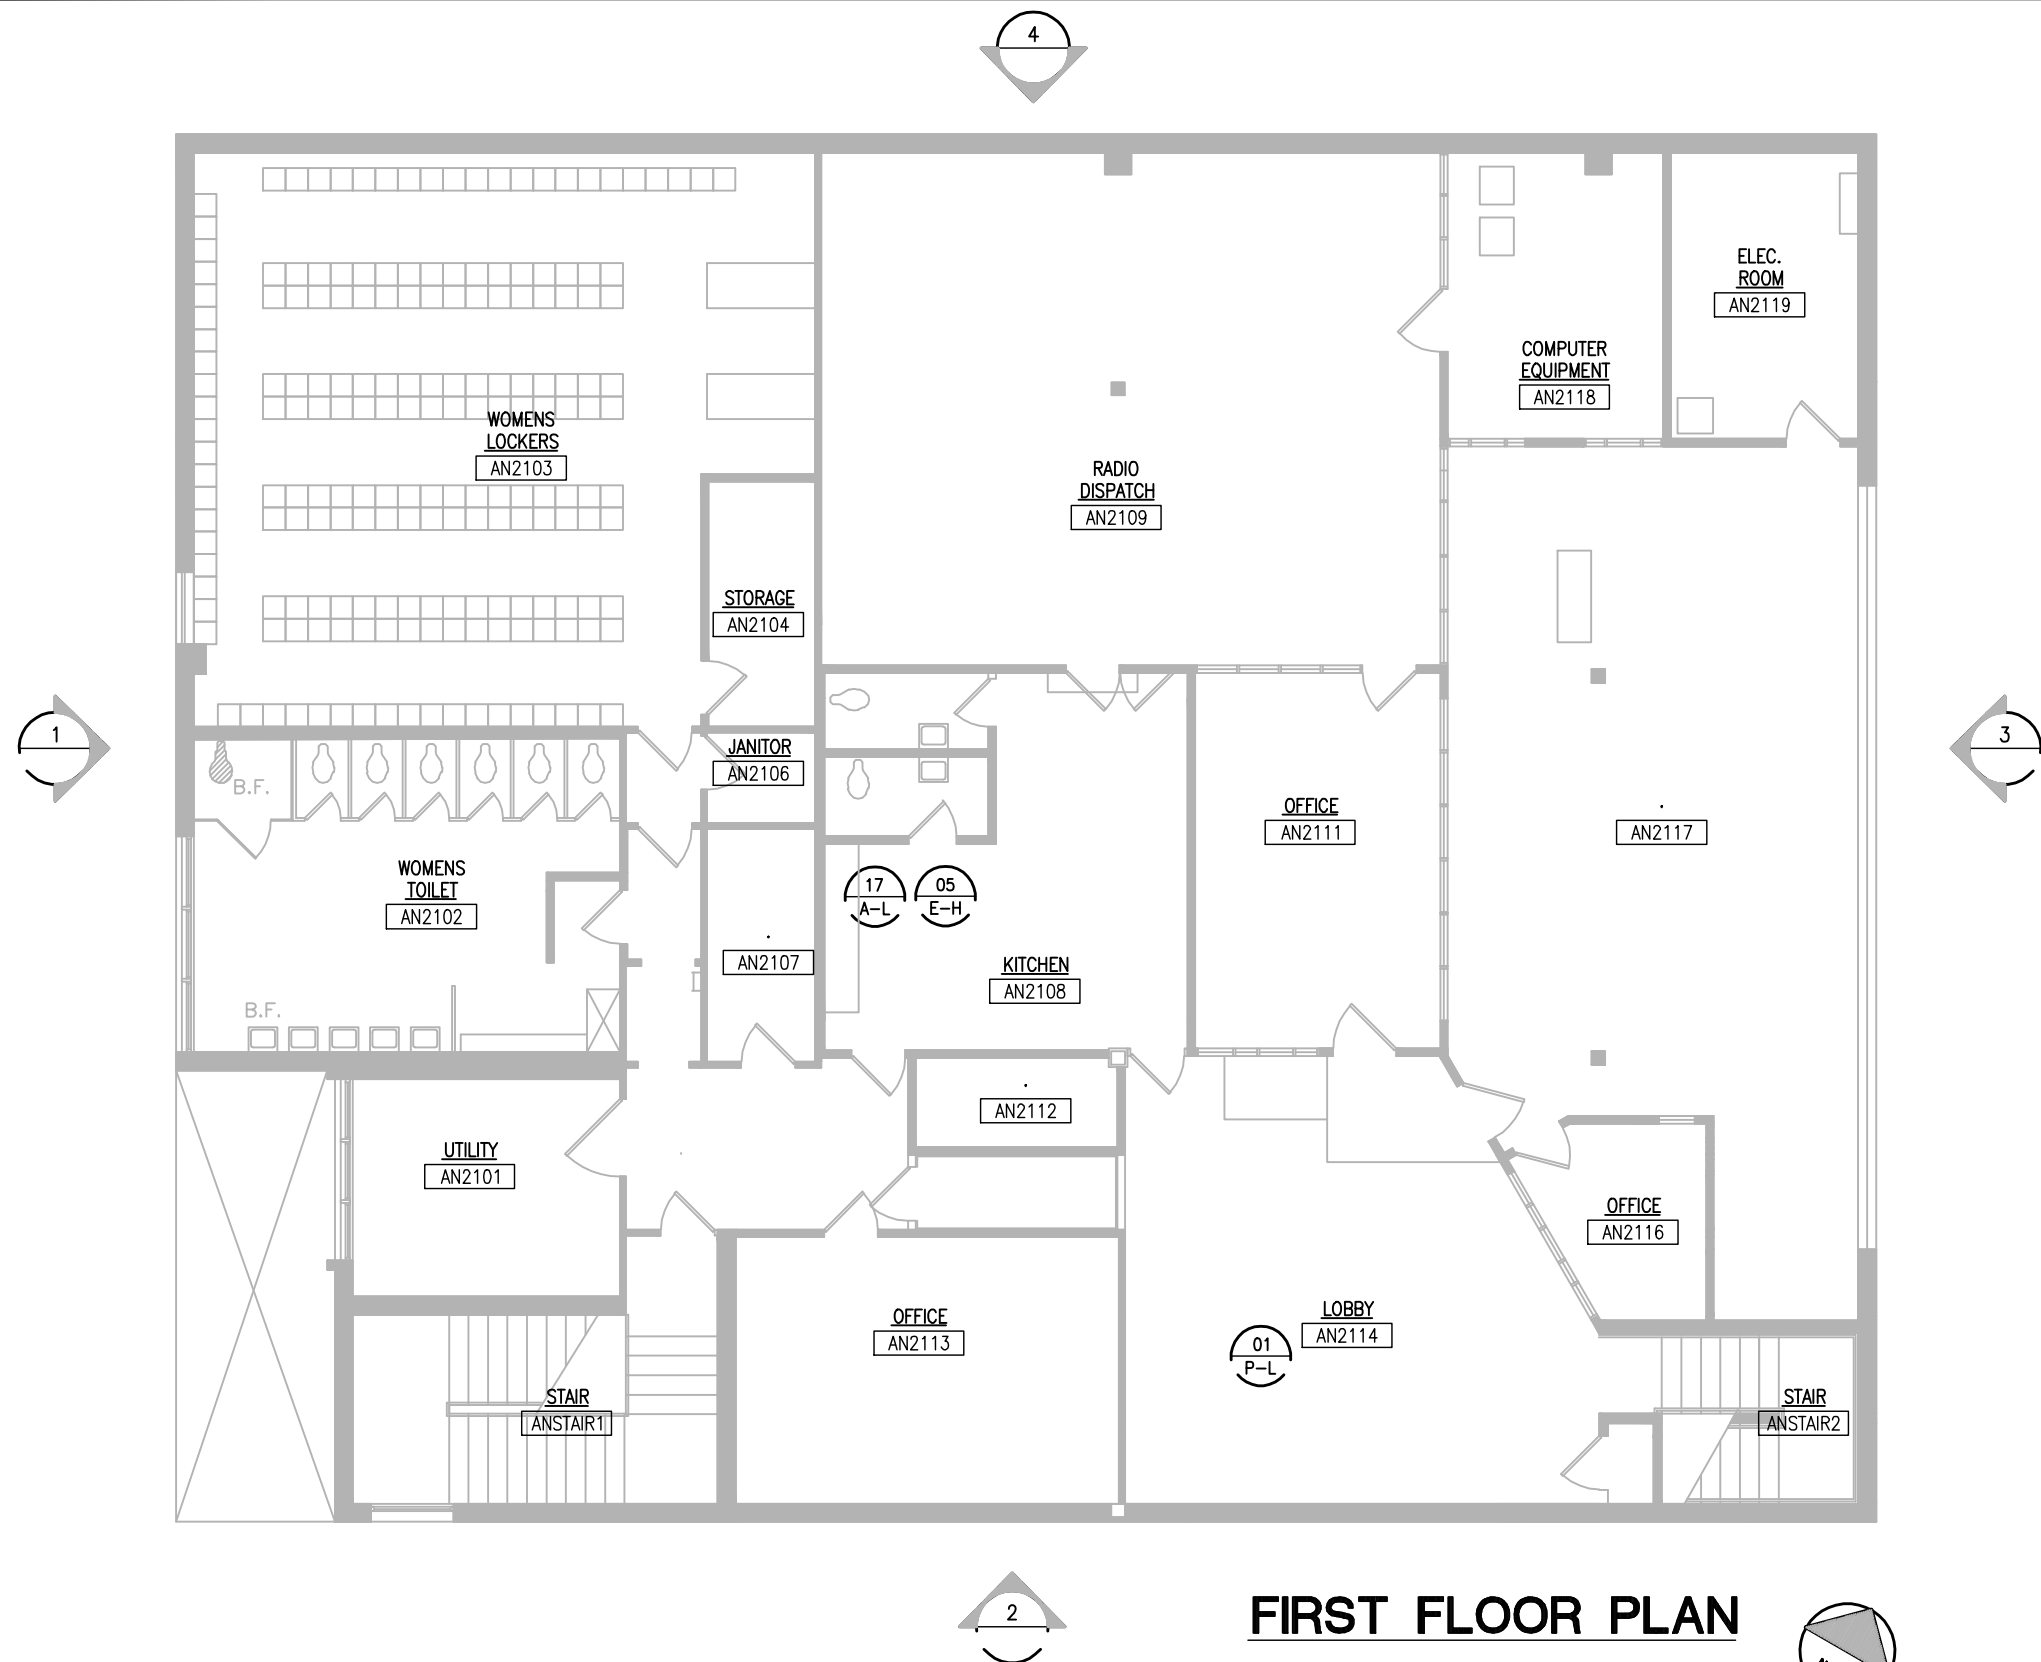 4
ELEC.
ROOM
AN2119
COMPUTER
EQUIPMENT
AN2118
WOMENS
LOCKERS
AN2103
RADIO
DISPATCH
AN2109
STORAGE
AN2104
1
3
JANITOR
AN2106
B.F.
OFFICE
AN2111
AN2117
WOMENS
TOILET
AN2102
17
A-L
05
E-H
AN2107
KITCHEN
AN2108
B.F.
AN2112
UTILITY
AN2101
OFFICE
AN2116
OFFICE
AN2113
LOBBY
AN2114
01
P-L
STAIR
ANSTAIR1
STAIR
ANSTAIR2
2
FIRST FLOOR PLAN